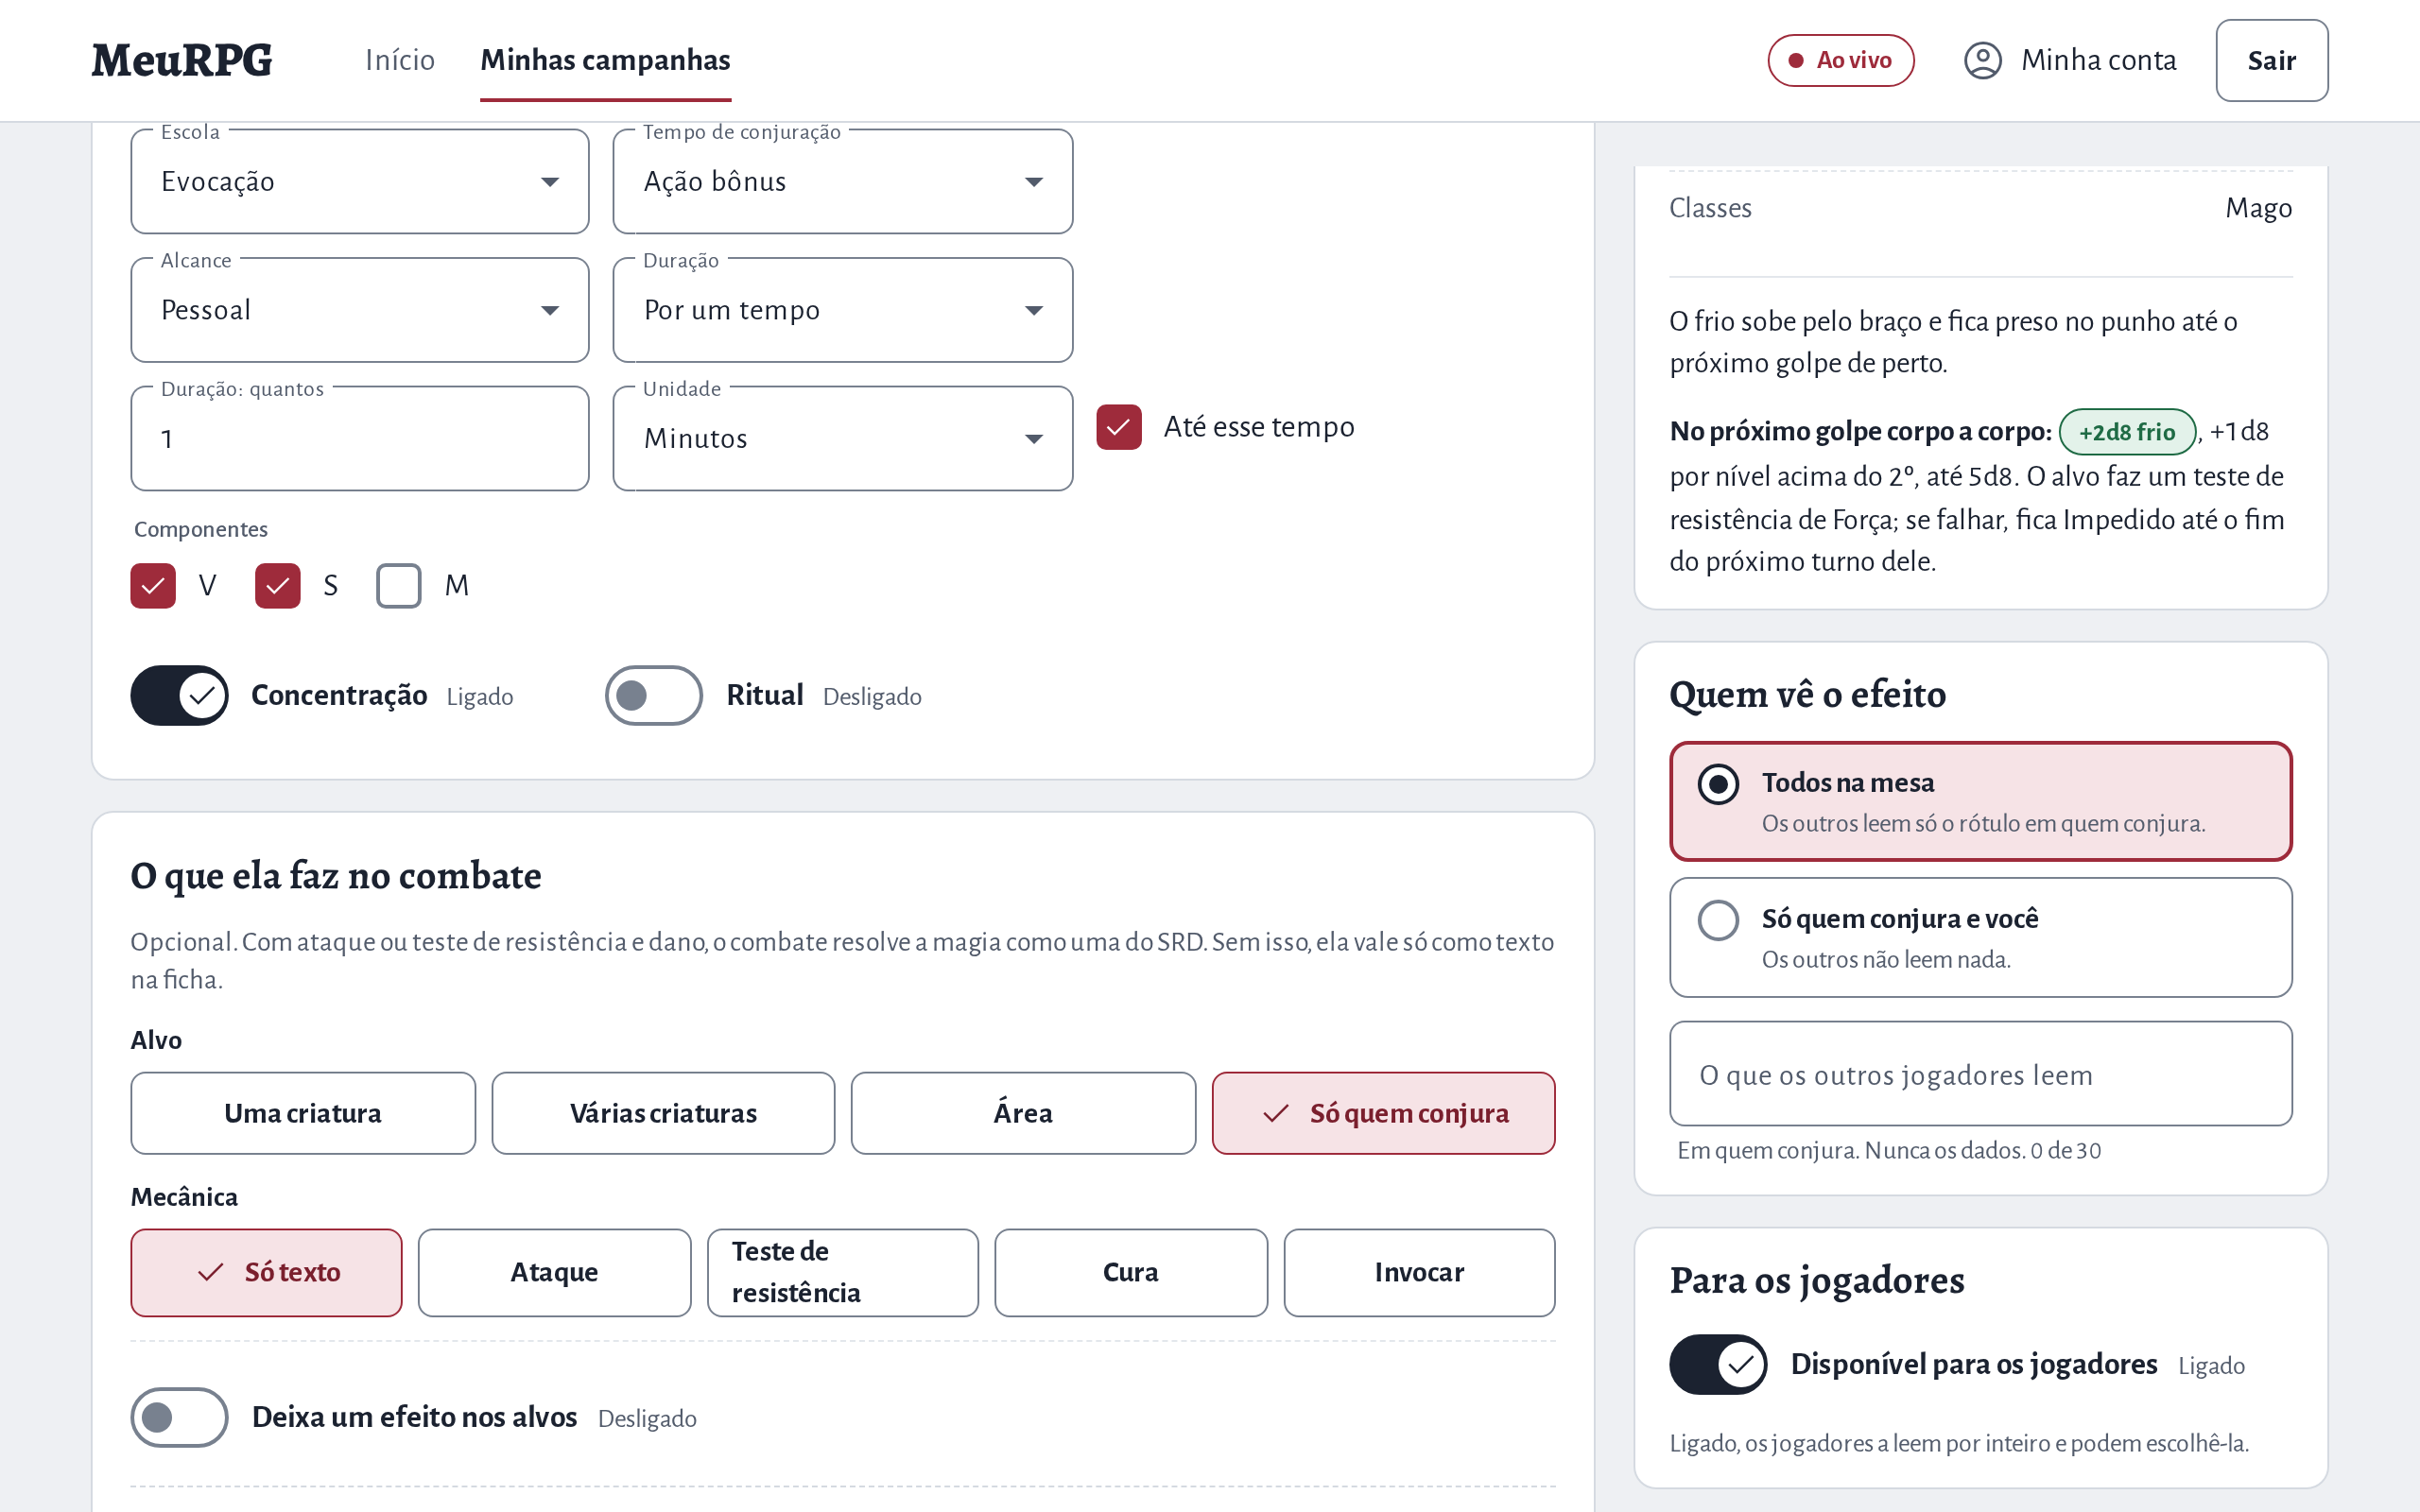 MeuRPG
Início
Minhas campanhas
Ao vivo
Minha conta
Sair
Escola
Evocação
Tempo de conjuração
Ação bônus
Alcance
Pessoal
Duração
Por um tempo
Duração: quantos
1
Unidade
Minutos
Até esse tempo
Componentes
V
S
M
Concentração Ligado
Ritual Desligado
O que ela faz no combate
Opcional. Com ataque ou teste de resistência e dano, o combate resolve a magia como uma do SRD. Sem isso, ela vale só como texto
na ficha.
Alvo
Uma criatura
Várias criaturas
Área
Só quem conjura
Mecânica
Só texto
Ataque
Teste de
resistência
Cura
Invocar
Deixa um efeito nos alvos Desligado
Classes Mago
O frio sobe pelo braço e fica preso no punho até o
próximo golpe de perto.
No próximo golpe corpo a corpo: +2d8 frio, +1d8
por nível acima do 2º, até 5d8. O alvo faz um teste de
resistência de Força; se falhar, fica Impedido até o fim
do próximo turno dele.
Quem vê o efeito
Todos na mesa
Os outros leem só o rótulo em quem conjura.
Só quem conjura e você
Os outros não leem nada.
O que os outros jogadores leem
Em quem conjura. Nunca os dados. 0 de 30
Para os jogadores
Disponível para os jogadores Ligado
Ligado, os jogadores a leem por inteiro e podem escolhê-la.